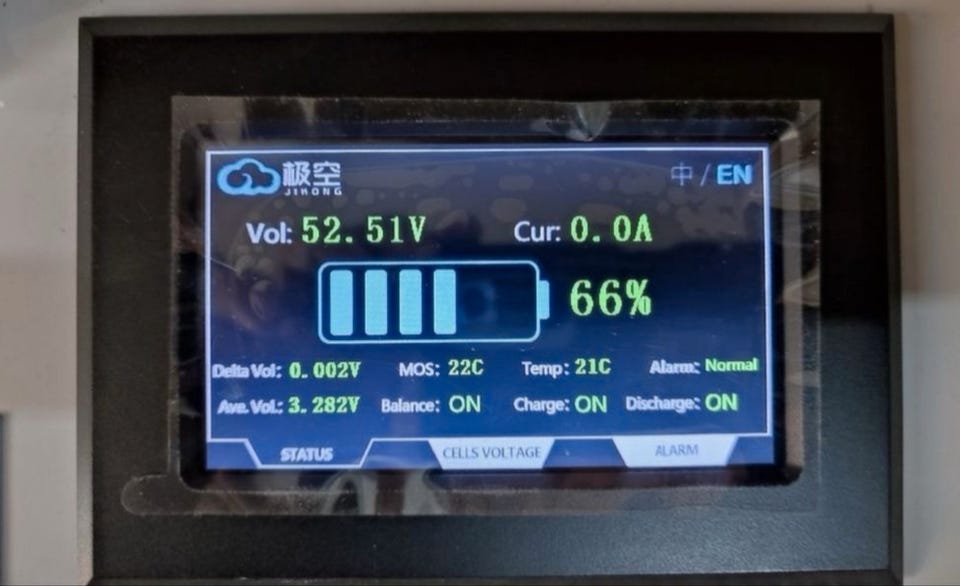 极空
JIKONG
中 / EN
Vol: 52.51V Cur: 0.0A
66%
Delta Vol: 0.002V MOS: 22C Temp: 21C Alarm: Normal
Ave. Vol.: 3.282V Balance: ON Charge: ON Discharge: ON
STATUS CELLS VOLTAGE ALARM